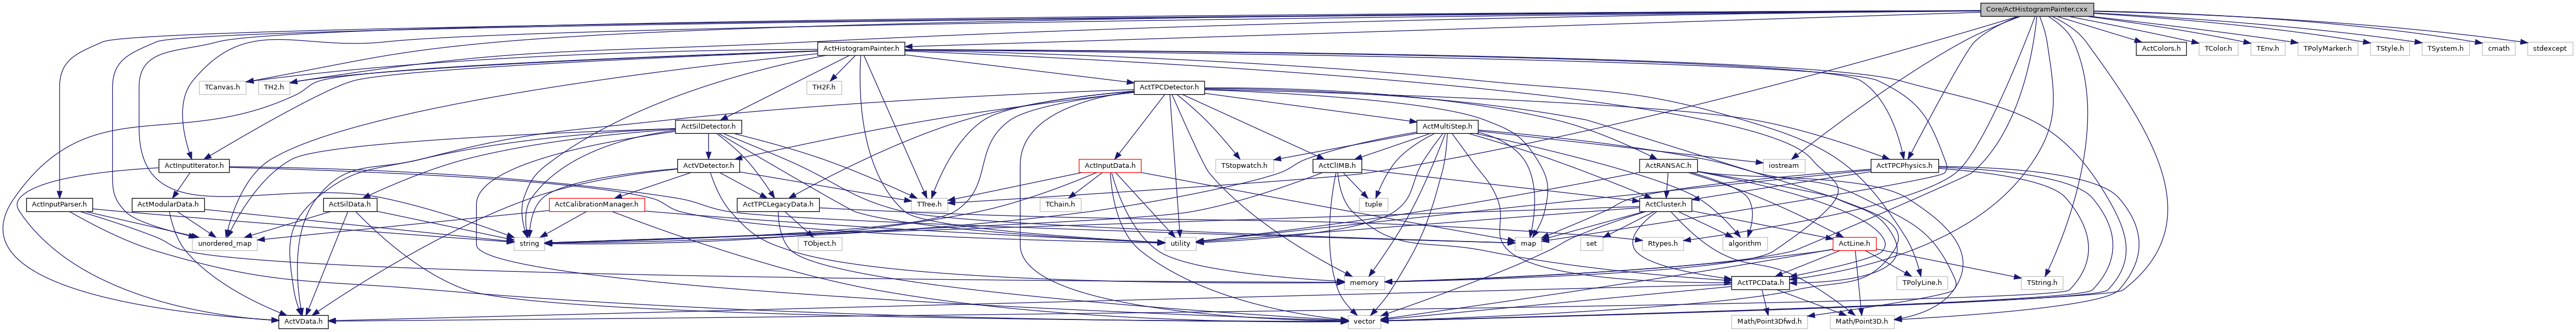 Core/ActHistogramPainter.cxx
ActHistogramPainter.h
ActColors.h
TColor.h
TEnv.h
TPolyMarker.h
TStyle.h
TSystem.h
cmath
stdexcept
TCanvas.h
TH2.h
TH2F.h
ActTPCDetector.h
ActSilDetector.h
ActMultiStep.h
ActInputIterator.h
ActVDetector.h
ActInputData.h
TStopwatch.h
ActCliMB.h
ActRANSAC.h
iostream
ActTPCPhysics.h
ActInputParser.h
ActModularData.h
ActSilData.h
ActCalibrationManager.h
ActTPCLegacyData.h
TTree.h
TChain.h
tuple
ActCluster.h
unordered_map
string
TObject.h
utility
map
set
Rtypes.h
algorithm
ActLine.h
memory
ActTPCData.h
TPolyLine.h
TString.h
ActVData.h
vector
Math/Point3Dfwd.h
Math/Point3D.h